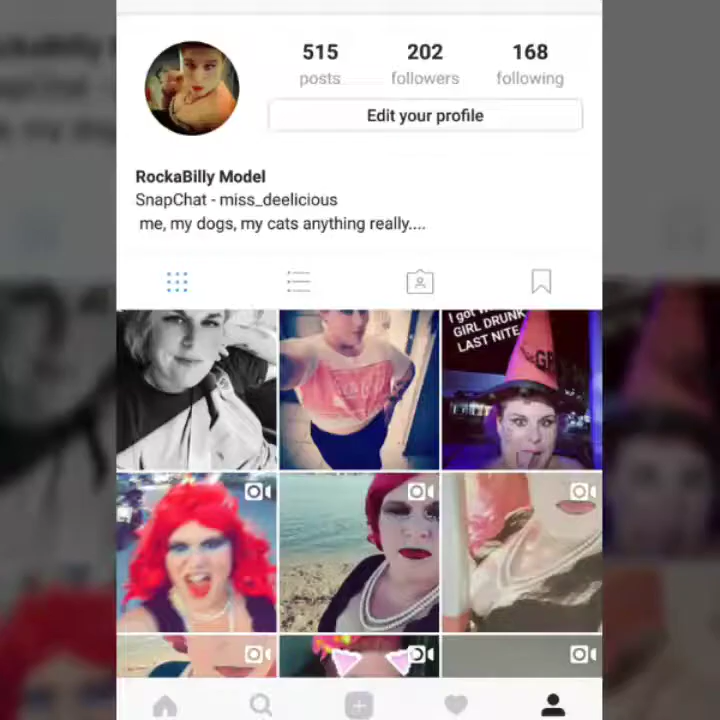 515 202 168
posts followers following
Edit your profile
RockaBilly Model
SnapChat - miss_deelicious
me, my dogs, my cats anything really....
I got
GIRL DRUNK
LAST NITE